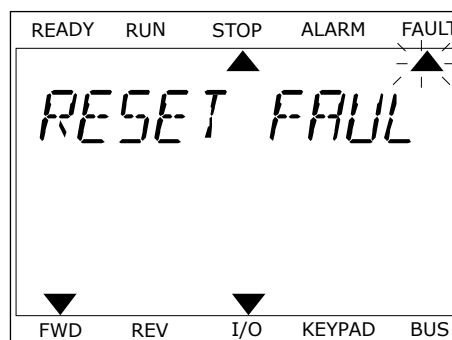 READY RUN STOP ALARM FAULT
RESET FAUL
FWD REV I/O KEYPAD BUS